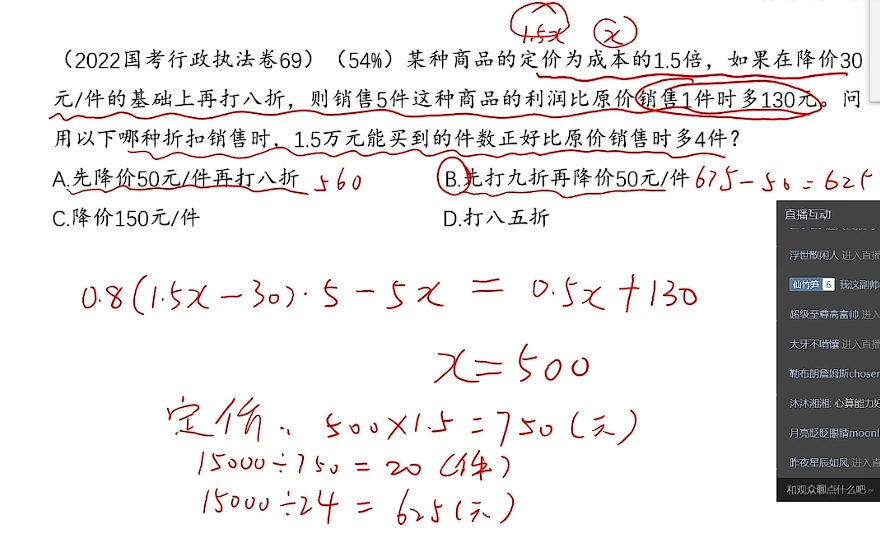 1.5x x
（2022国考行政执法卷69）（54%）某种商品的定价为成本的1.5倍，如果在降价30
元/件的基础上再打八折，则销售5件这种商品的利润比原价销售1件时多130元。问
用以下哪种折扣销售时，1.5万元能买到的件数正好比原价销售时多4件？
A.先降价50元/件再打八折 560 B.先打九折再降价50元/件 675-50=625
C.降价150元/件 D.打八五折
直播互动
浮世散闲人 进入直播
仙竹笋 6 我这副帅
0.8(1.5x-30)·5-5x = 0.5x+130
超级至尊高富帅 进入
大牙不啃馕 进入直播
x=500
勒布朗詹姆斯choser
沐沐湘湘: 心算能力好
定价: 500×1.5=750(元)
月亮眨眨眼睛moonl
15000÷750=20(件)
昨夜星辰如风 进入直
和观众聊点什么吧~
15000÷24=625(元)